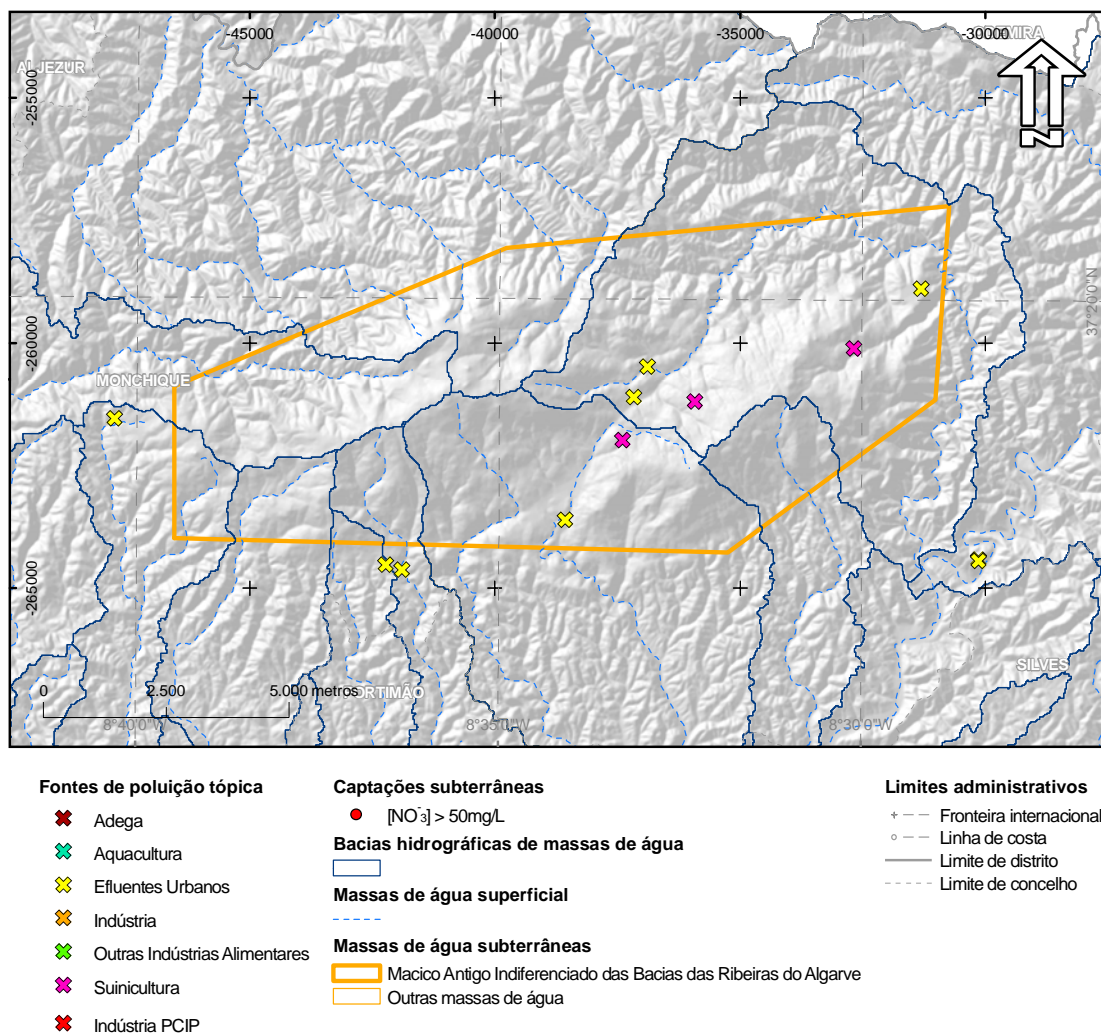 -45000
-40000
-35000
-30000
ALJEZUR
-255000
N
37°20'0"N
-260000
MONCHIQUE
-265000
SILVES
0 2.500 5.000 metros
8°40'0"W
8°35'0"W
8°30'0"W
Fontes de poluição tópica
Adega
Aquacultura
Efluentes Urbanos
Indústria
Outras Indústrias Alimentares
Suinicultura
Indústria PCIP
Captações subterrâneas
[NO⁻₃] > 50mg/L
Bacias hidrográficas de massas de água
Massas de água superficial
Massas de água subterrâneas
Macico Antigo Indiferenciado das Bacias das Ribeiras do Algarve
Outras massas de água
Limites administrativos
Fronteira internacional
Linha de costa
Limite de distrito
Limite de concelho